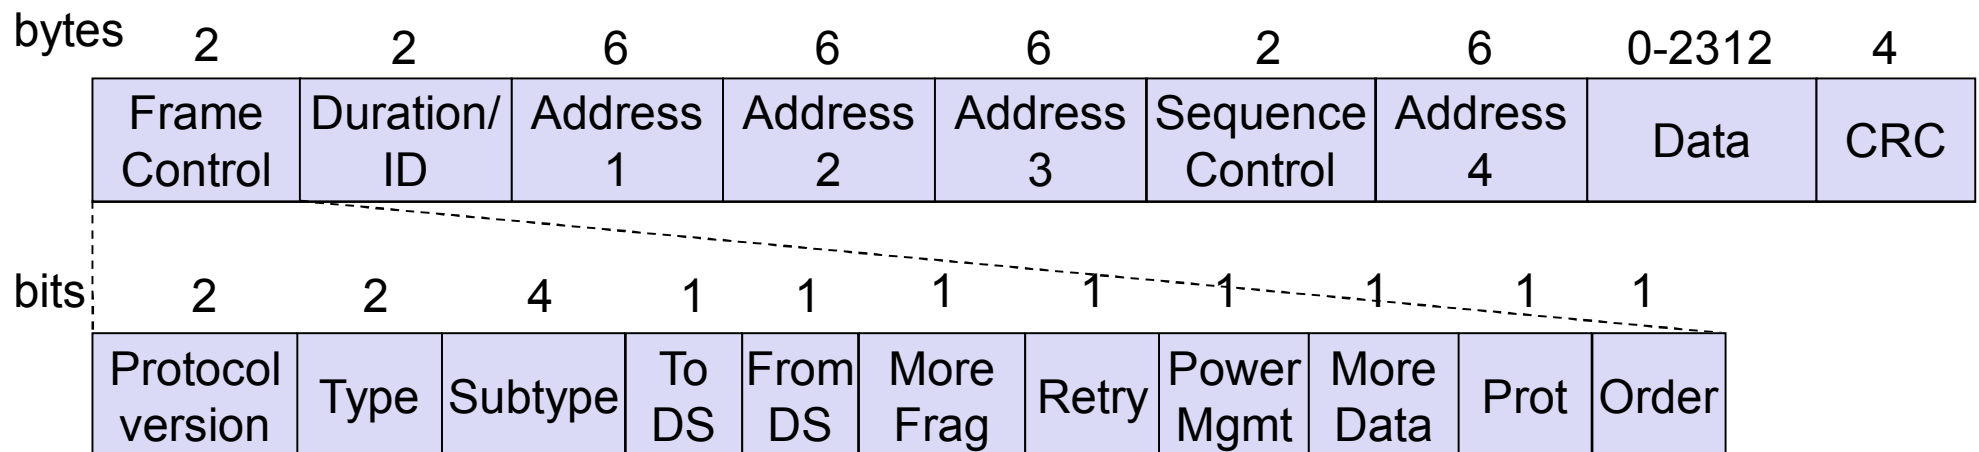 bytes 2 2 6 6 6 2 6 0-2312 4
Frame Control Duration/ ID Address 1 Address 2 Address 3 Sequence Control Address 4 Data CRC
bits 2 2 4 1 1 1 1 1 1 1 1
Protocol version Type Subtype To DS From DS More Frag Retry Power Mgmt More Data Prot Order